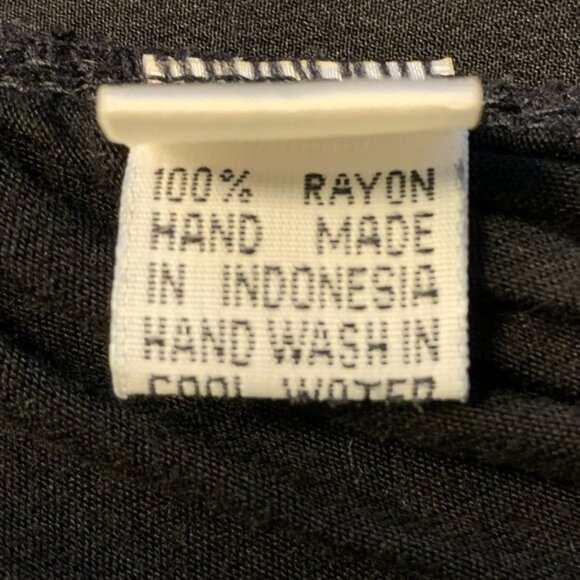 100% RAYON
HAND MADE
IN INDONESIA
HAND WASH IN
COOL WATER